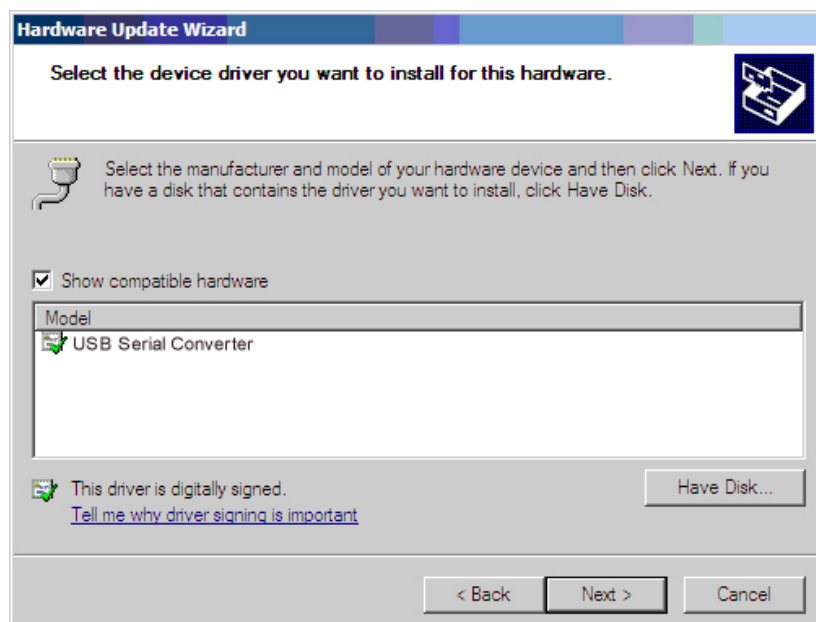 Hardware Update Wizard
Select the device driver you want to install for this hardware.
Select the manufacturer and model of your hardware device and then click Next. If you
have a disk that contains the driver you want to install, click Have Disk.
Show compatible hardware
Model
USB Serial Converter
This driver is digitally signed.
Have Disk...
Tell me why driver signing is important
< Back
Next >
Cancel